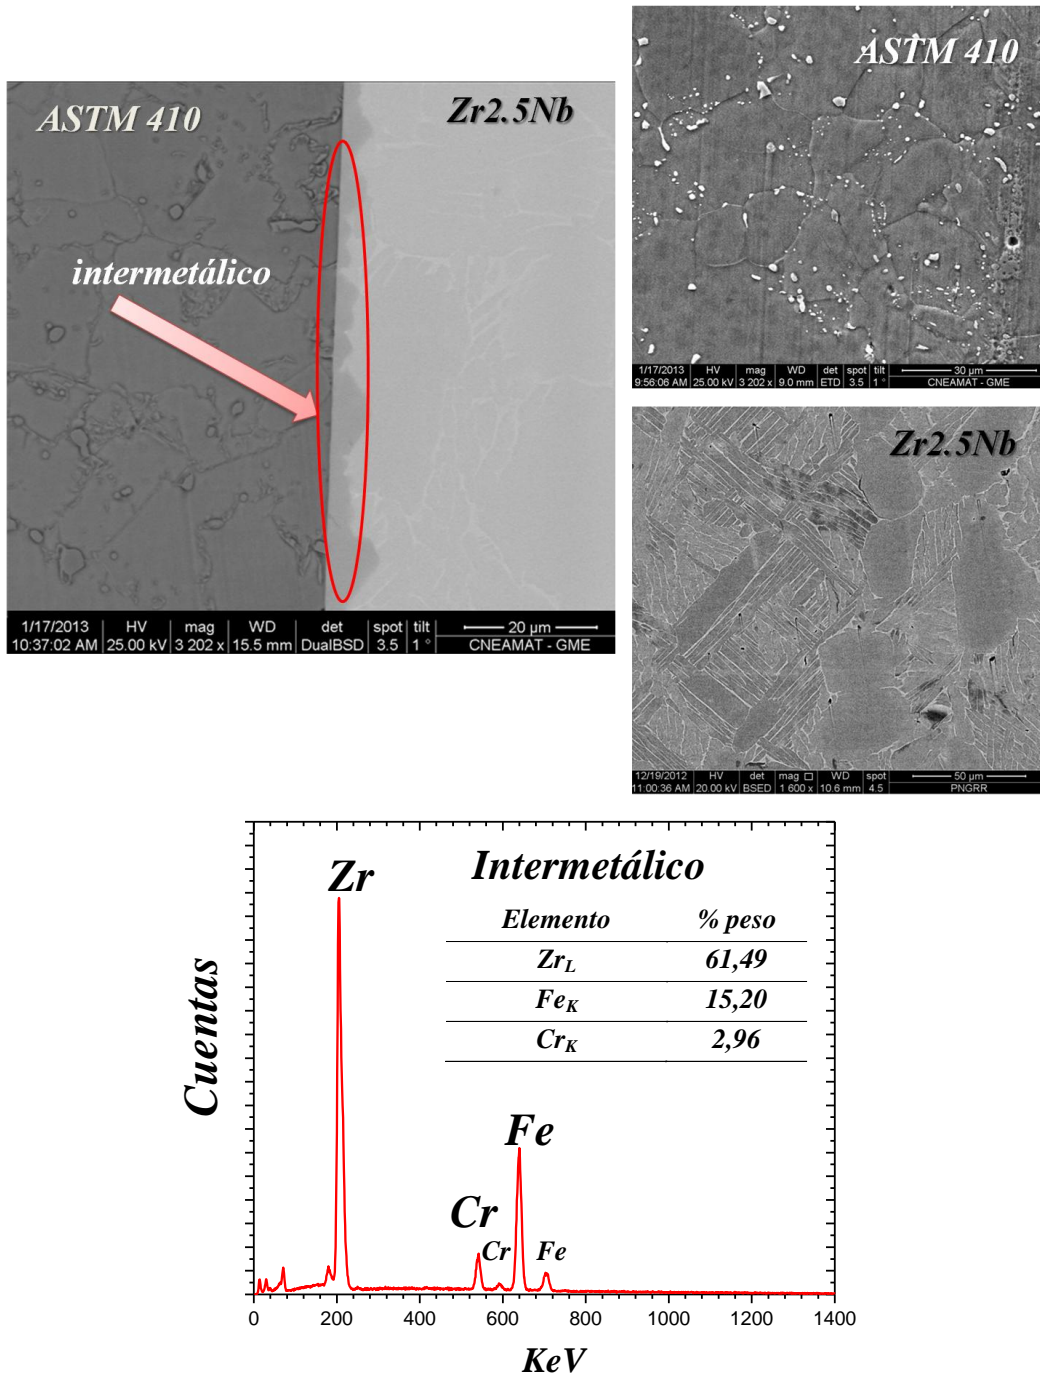 ASTM 410
Zr2.5Nb
intermetálico
1/17/2013 HV mag WD det spot tilt 20 µm
10:37:02 AM 25.00 kV 3 202 x 15.5 mm DualBSD 3.5 1 ° CNEAMAT - GME
ASTM 410
1/17/2013 HV mag WD det spot tilt 30 µm
9:56:06 AM 25.00 kV 3 202 x 9.0 mm ETD 3.5 1 ° CNEAMAT - GME
Zr2.5Nb
12/19/2012 HV det mag WD spot 50 µm
11:00:36 AM 20.00 kV BSED 1 600 x 10.6 mm 4.5 PNGRR
Intermetálico
Elemento % peso
ZrL 61,49
FeK 15,20
CrK 2,96
Zr
Cr
Cr
Fe
Fe
Cuentas
0 200 400 600 800 1000 1200 1400
KeV